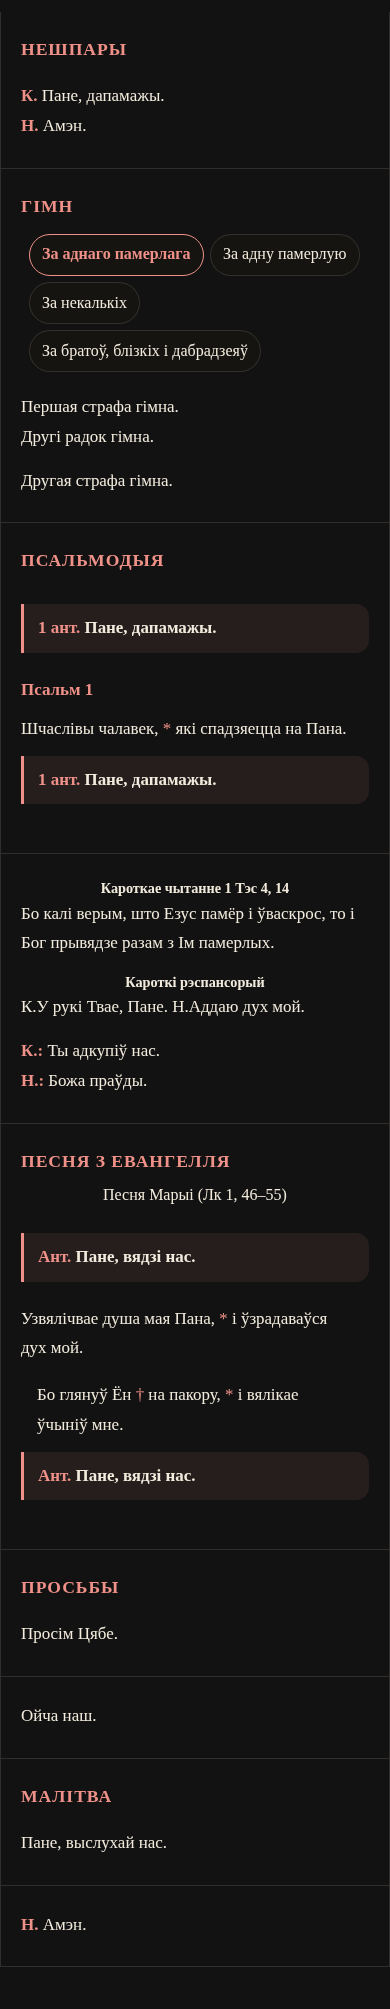 НЕШПАРЫ
К. Пане, дапамажы.
Н. Амэн.
ГІМН
За аднаго памерлага
За адну памерлую
За некалькіх
За братоў, блізкіх і дабрадзеяў
Першая страфа гімна.
Другі радок гімна.
Другая страфа гімна.
ПСАЛЬМОДЫЯ
1 ант. Пане, дапамажы.
Псальм 1
Шчаслівы чалавек, * які спадзяецца на Пана.
1 ант. Пане, дапамажы.
Кароткае чытанне 1 Тэс 4, 14
Бо калі верым, што Езус памёр і ўваскрос, то і
Бог прывядзе разам з Ім памерлых.
Кароткі рэспансорый
К.У рукі Твае, Пане. Н.Аддаю дух мой.
К.: Ты адкупіў нас.
Н.: Божа праўды.
ПЕСНЯ З ЕВАНГЕЛЛЯ
Песня Марыі (Лк 1, 46–55)
Ант. Пане, вядзі нас.
Узвялічвае душа мая Пана, * і ўзрадаваўся
дух мой.
Бо глянуў Ён † на пакору, * і вялікае
ўчыніў мне.
Ант. Пане, вядзі нас.
ПРОСЬБЫ
Просім Цябе.
Ойча наш.
МАЛІТВА
Пане, выслухай нас.
Н. Амэн.